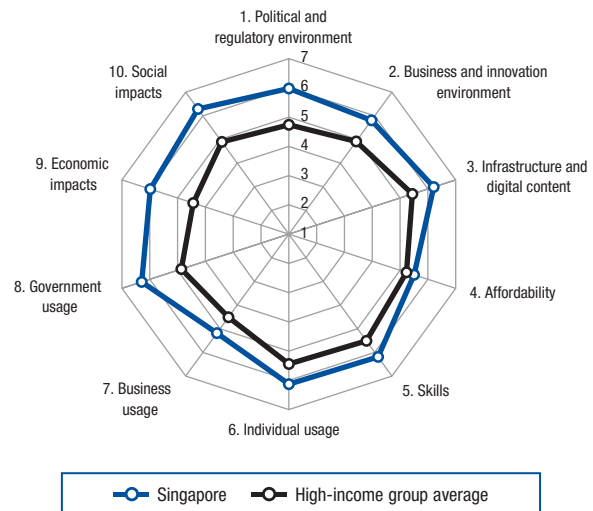 1. Political and
regulatory environment
2. Business and innovation
environment
3. Infrastructure and
digital content
4. Affordability
5. Skills
6. Individual usage
7. Business
usage
8. Government
usage
9. Economic
impacts
10. Social
impacts
7
6
5
4
3
2
1
Singapore
High-income group average